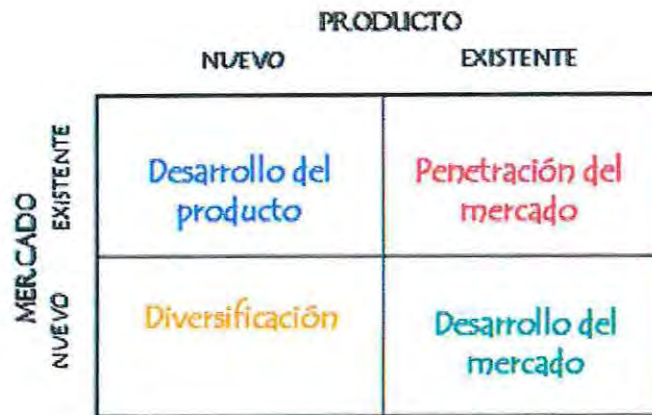 PRODUCTO
NUEVO EXISTENTE
MERCADO
EXISTENTE
Desarrollo del
producto
Penetración del
mercado
NUEVO
Diversificación
Desarrollo del
mercado